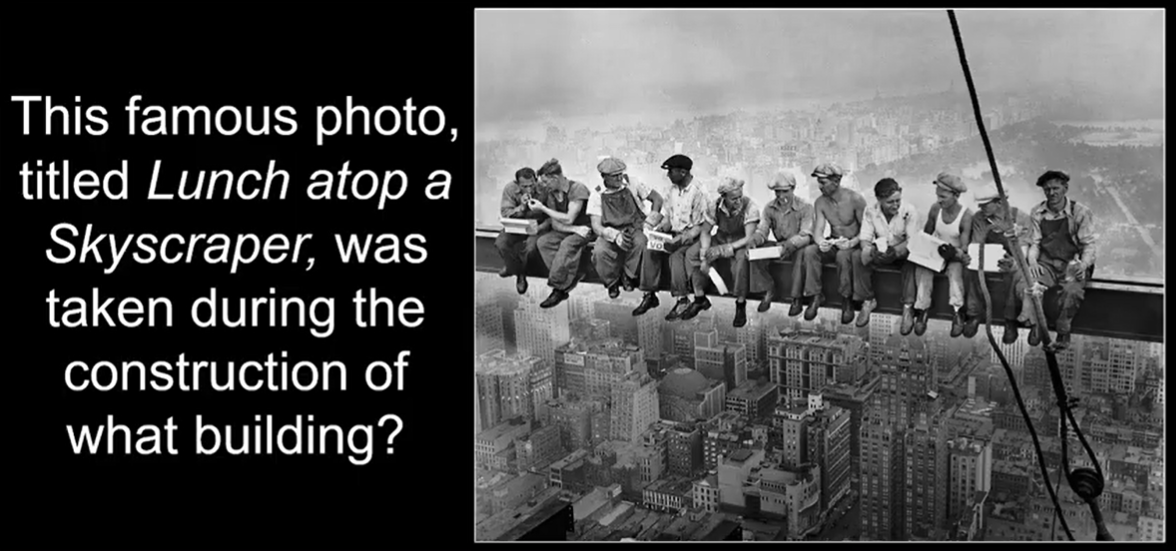 This famous photo,
titled Lunch atop a
Skyscraper, was
taken during the
construction of
what building?